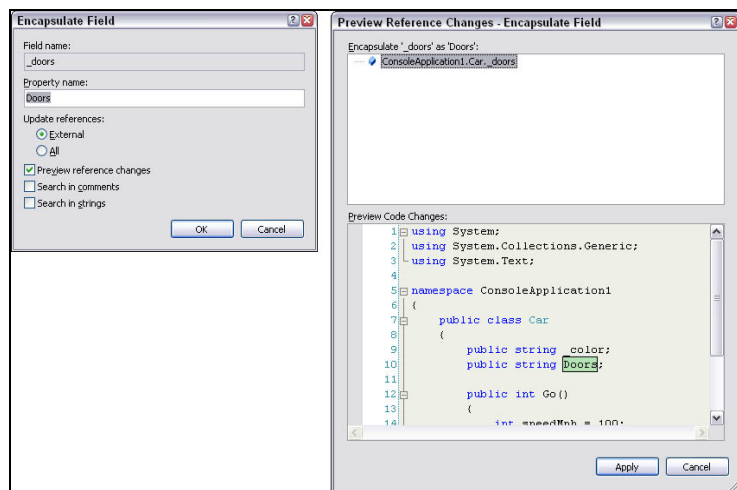 Encapsulate Field
Field name:
_doors
Property name:
Doors
Update references:
External
All
Preview reference changes
Search in comments
Search in strings
OK Cancel
Preview Reference Changes - Encapsulate Field
Encapsulate '_doors' as 'Doors':
ConsoleApplication1.Car._doors
Preview Code Changes:
1 using System;
2 using System.Collections.Generic;
3 using System.Text;
4
5 namespace ConsoleApplication1
6 {
7 public class Car
8 {
9 public string _color;
10 public string Doors;
11
12 public int Go()
13 {
14 int speedMph = 100;
Apply Cancel